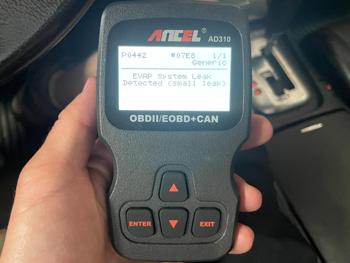 ANCEL
AD310
P0442 #07E8 1/1
Generic
EVAP System Leak
Detected (small leak)
OBDII/EOBD+CAN
ENTER
EXIT